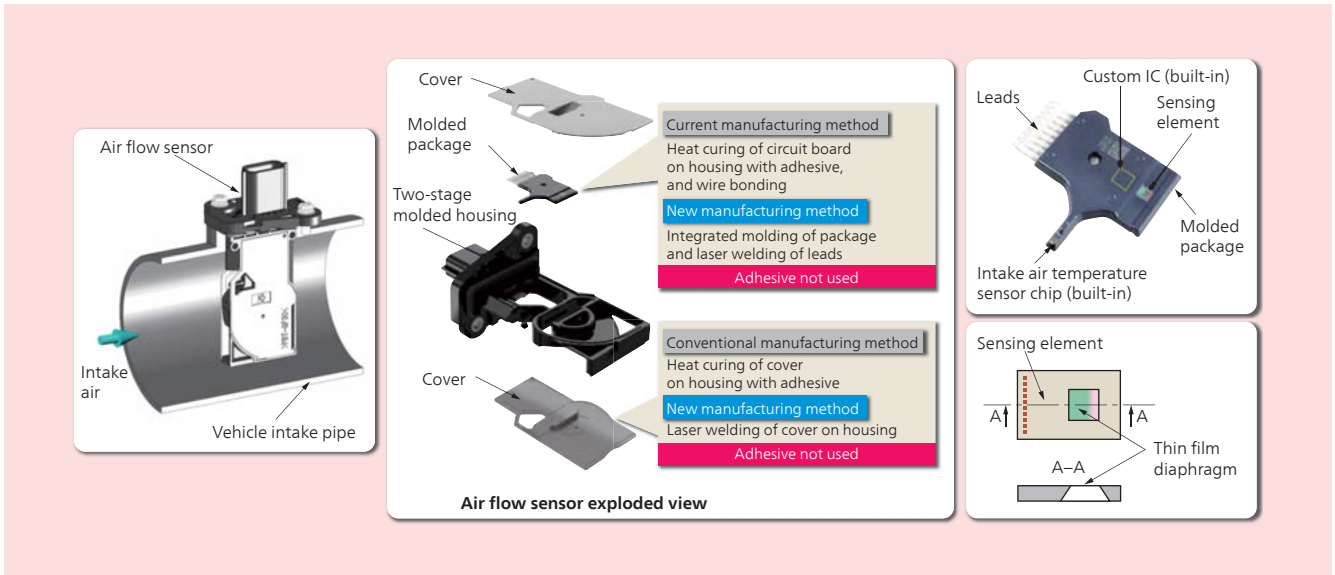 Air flow sensor
Intake
air
Vehicle intake pipe
Cover
Molded
package
Two-stage
molded housing
Cover
Current manufacturing method
Heat curing of circuit board
on housing with adhesive,
and wire bonding
New manufacturing method
Integrated molding of package
and laser welding of leads
Adhesive not used
Conventional manufacturing method
Heat curing of cover
on housing with adhesive
New manufacturing method
Laser welding of cover on housing
Adhesive not used
Air flow sensor exploded view
Custom IC (built-in)
Leads
Sensing
element
Molded
package
Intake air temperature
sensor chip (built-in)
Sensing element
A
A
Thin film
diaphragm
A–A